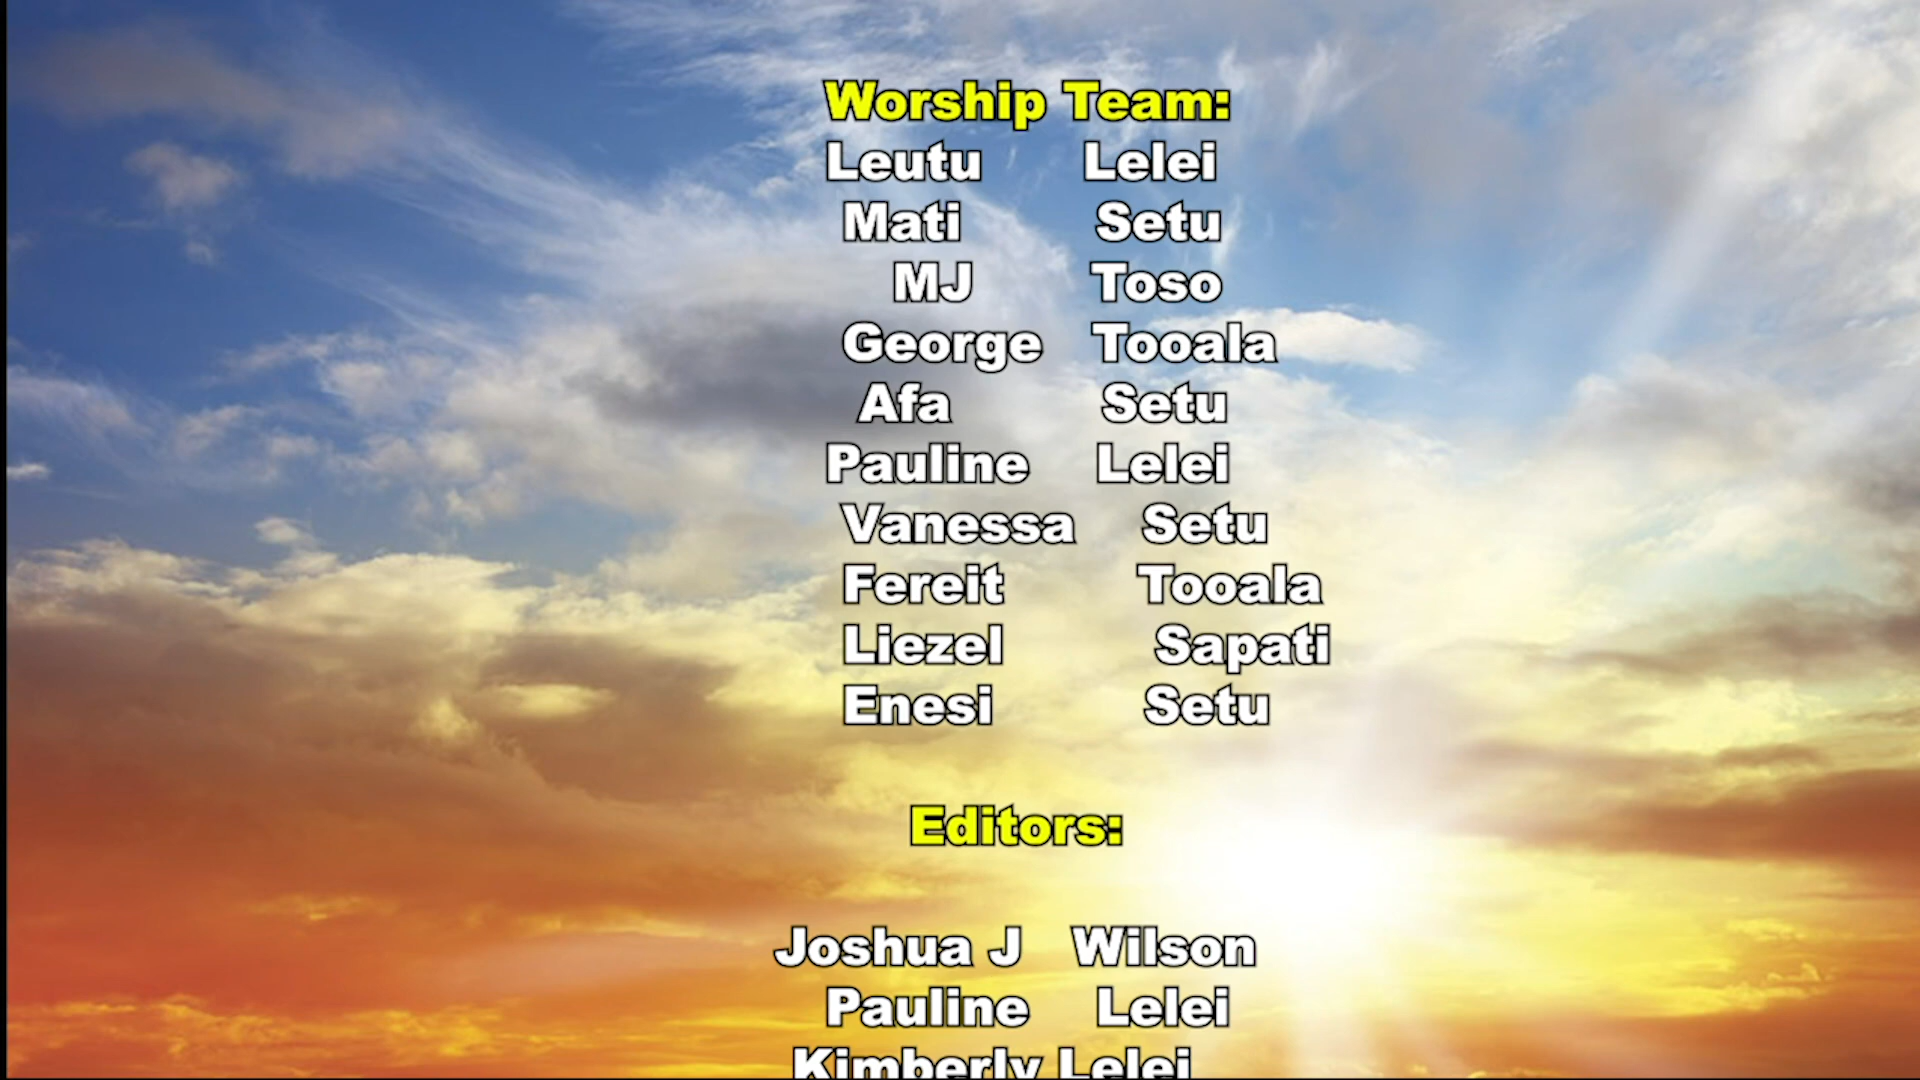 Worship Team:
Leutu Lelei
Mati Setu
MJ Toso
George Tooala
Afa Setu
Pauline Lelei
Vanessa Setu
Fereit Tooala
Liezel Sapati
Enesi Setu
Editors:
Joshua J Wilson
Pauline Lelei
Kimberly Lelei